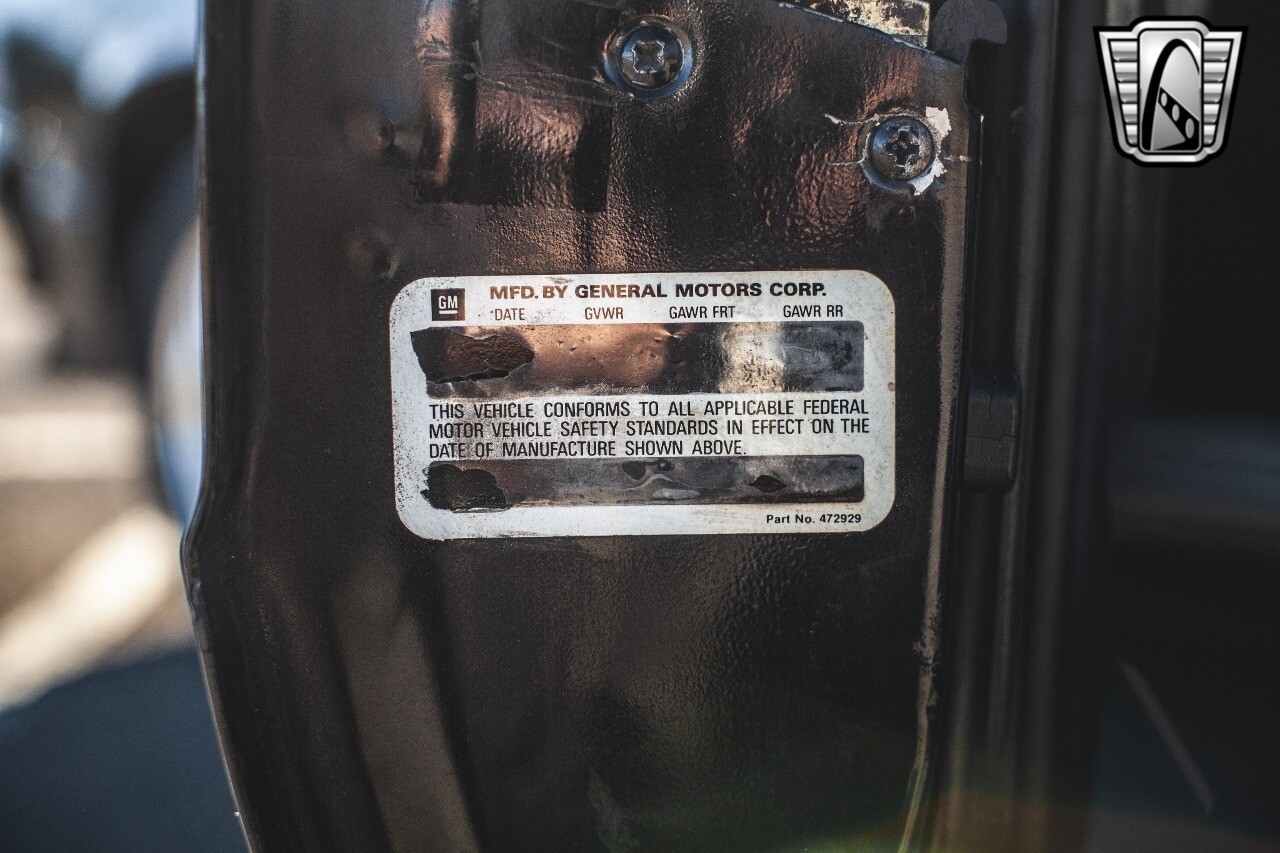 GM
MFD. BY GENERAL MOTORS CORP.
DATE GVWR GAWR FRT GAWR RR
THIS VEHICLE CONFORMS TO ALL APPLICABLE FEDERAL
MOTOR VEHICLE SAFETY STANDARDS IN EFFECT ON THE
DATE OF MANUFACTURE SHOWN ABOVE.
Part No. 472929